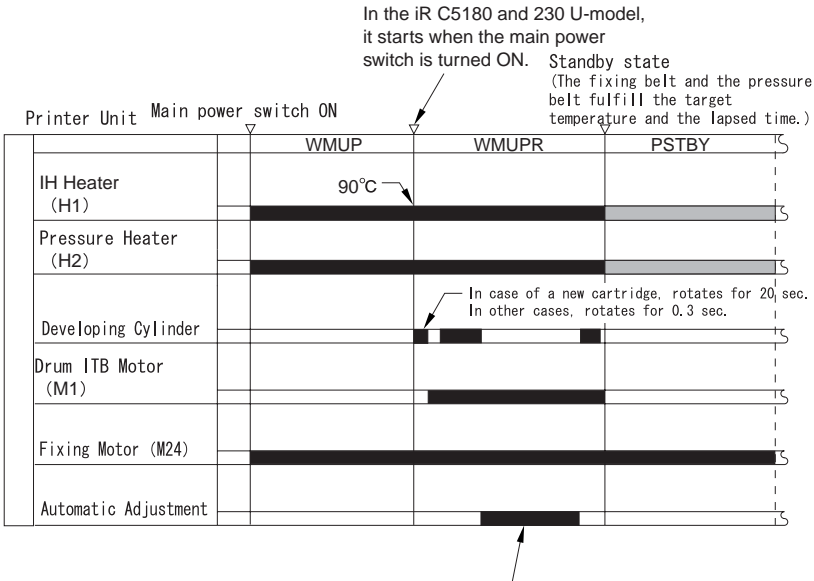 In the iR C5180 and 230 U-model,
it starts when the main power
switch is turned ON.
Standby state
(The fixing belt and the pressure
belt fulfill the target
temperature and the lapsed time.)
Printer Unit
Main power switch ON
WMUP
WMUPR
PSTBY
IH Heater
(H1)
90°C
Pressure Heater
(H2)
In case of a new cartridge, rotates for 20 sec.
In other cases, rotates for 0.3 sec.
Developing Cylinder
Drum ITB Motor
(M1)
Fixing Motor (M24)
Automatic Adjustment